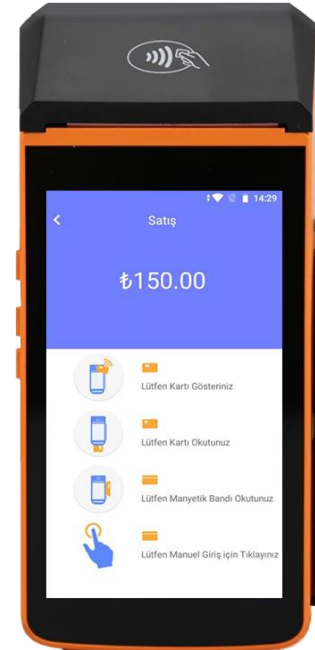 14:29
Satış
₺150.00
Lütfen Kartı Gösteriniz
Lütfen Kartı Okutunuz
Lütfen Manyetik Bandı Okutunuz
Lütfen Manuel Giriş için Tıklayınız